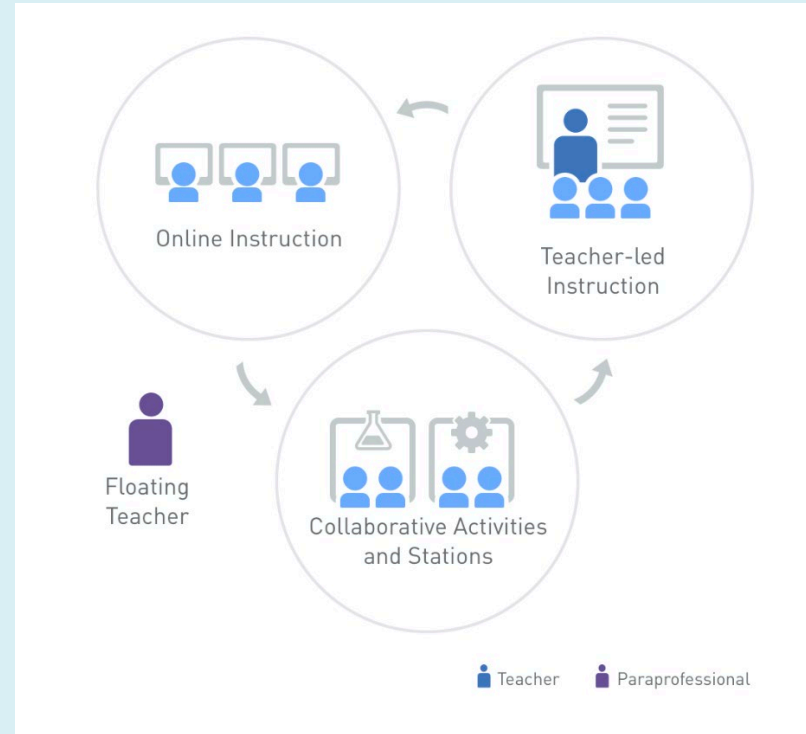 Online Instruction
Teacher-led
Instruction
Floating
Teacher
Collaborative Activities
and Stations
Teacher
Paraprofessional